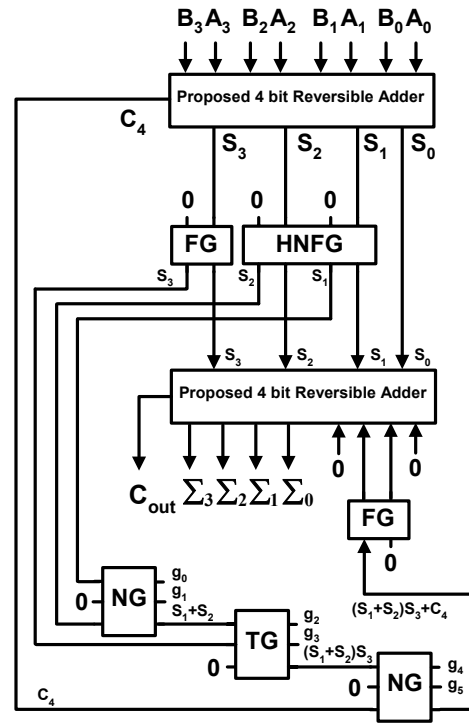 B₃A₃ B₂A₂ B₁A₁ B₀A₀
Proposed 4 bit Reversible Adder
C₄
S₃ S₂ S₁ S₀
0 0 0
FG HNFG
S₃ S₂ S₁
S₃ S₂ S₁ S₀
Proposed 4 bit Reversible Adder
0 0
C_out Σ₃ Σ₂ Σ₁ Σ₀
FG
0
(S₁+S₂)S₃+C₄
g₀
NG g₁
0 S₁+S₂
g₂
TG g₃
0 (S₁+S₂)S₃
g₄
C₄ 0 NG g₅